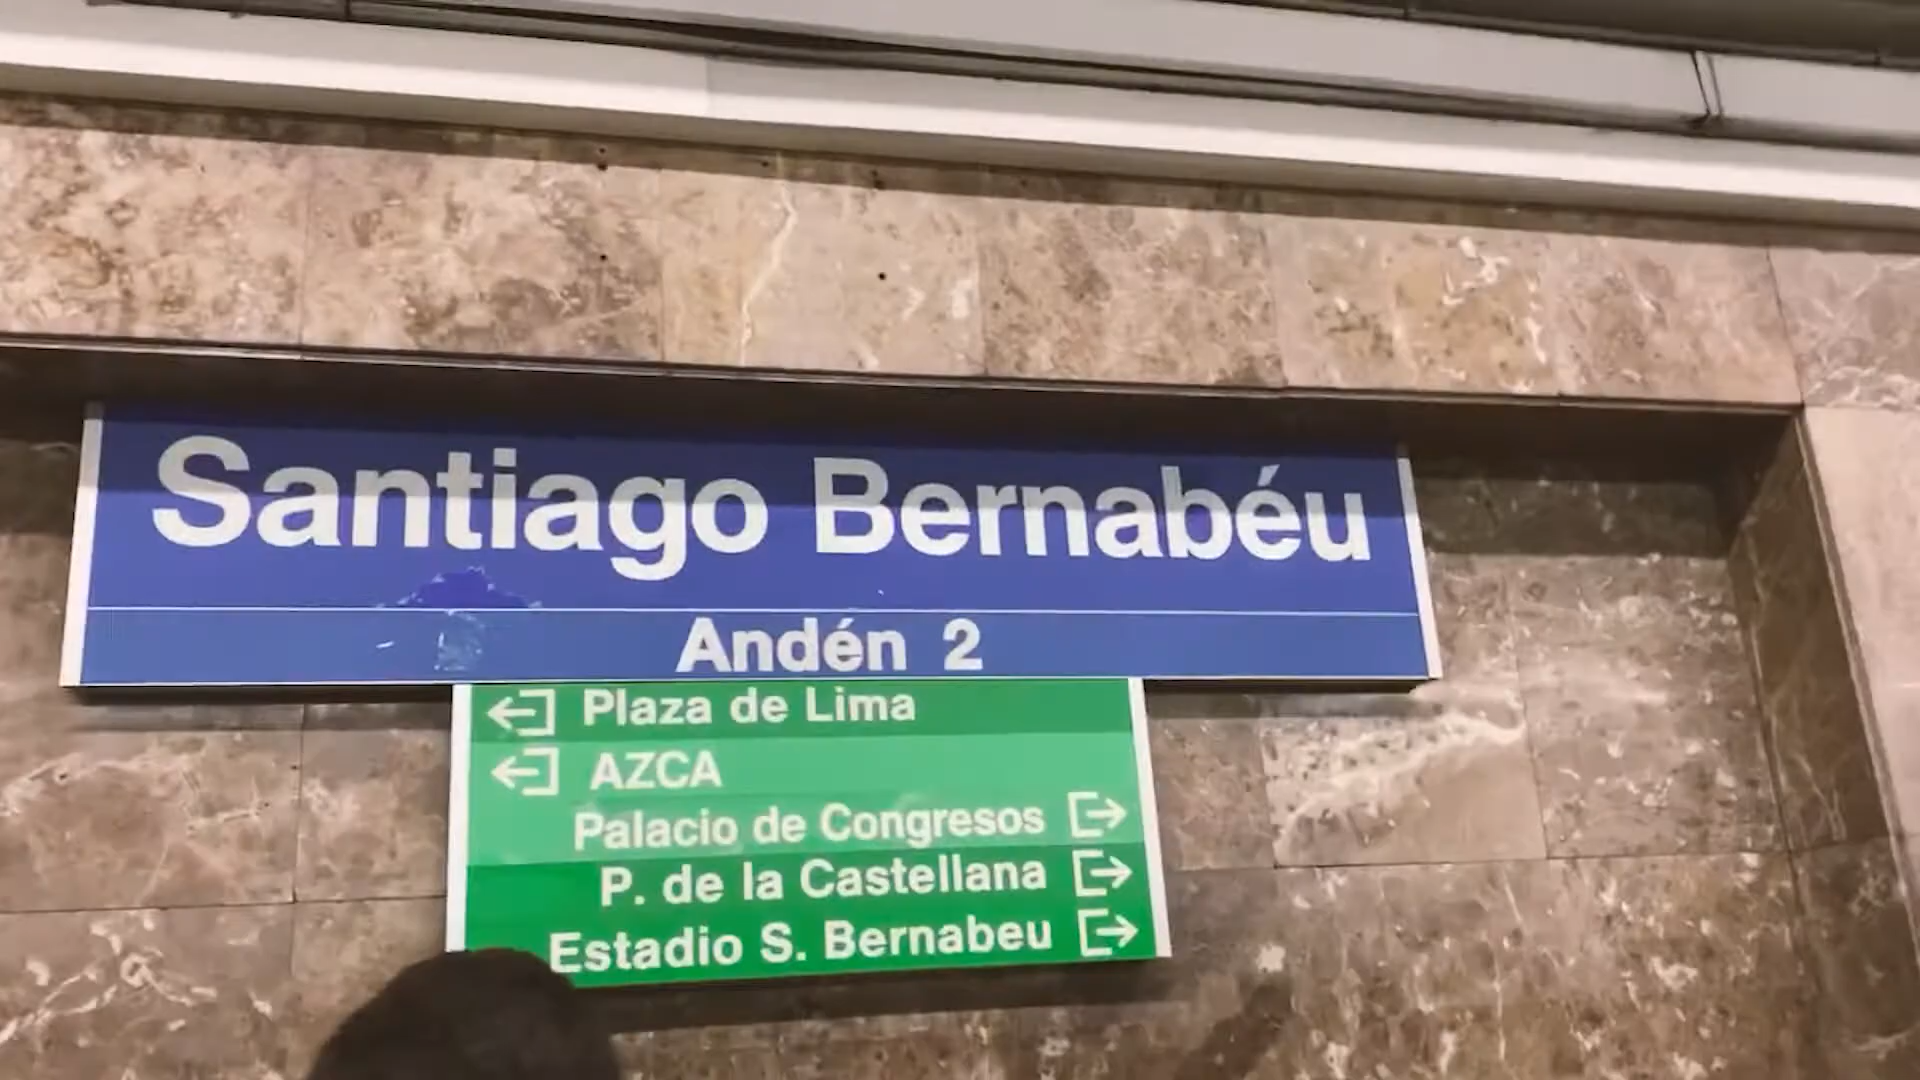 Santiago Bernabéu
Andén 2
Plaza de Lima
AZCA
Palacio de Congresos
P. de la Castellana
Estadio S. Bernabeu